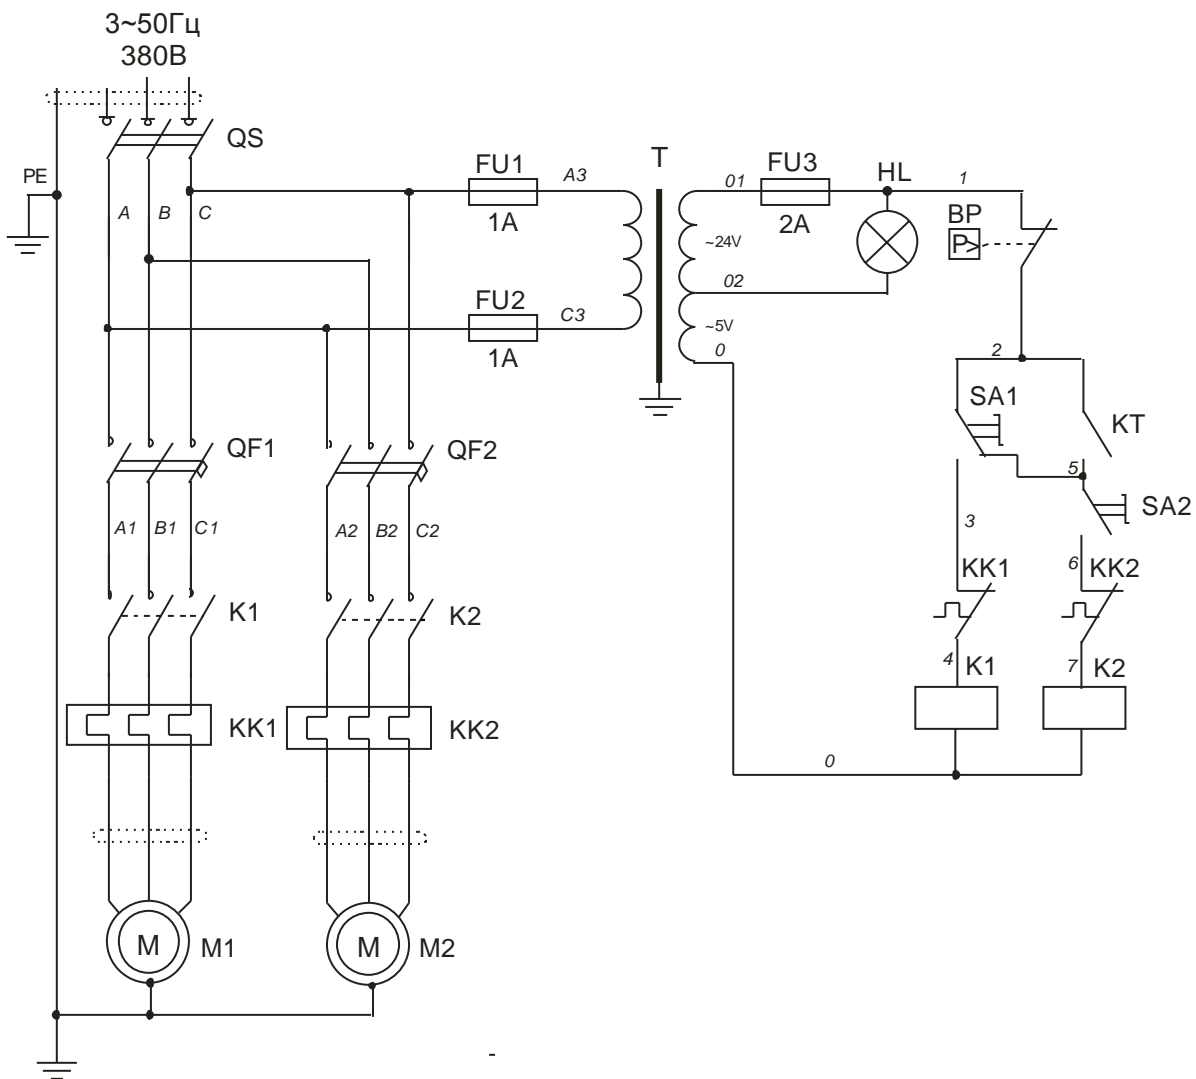 3~50Гц
380В
QS
PE
A B C
FU1
A3
1A
FU2
C3
1A
T
01
FU3
2A
~24V
02
~5V
0
HL
1
BP
P>
2
SA1
KT
5
SA2
3
6
KK1
KK2
4
K1
7
K2
0
QF1
QF2
A1 B1 C1
A2 B2 C2
K1
K2
KK1
KK2
M
M1
M
M2
-